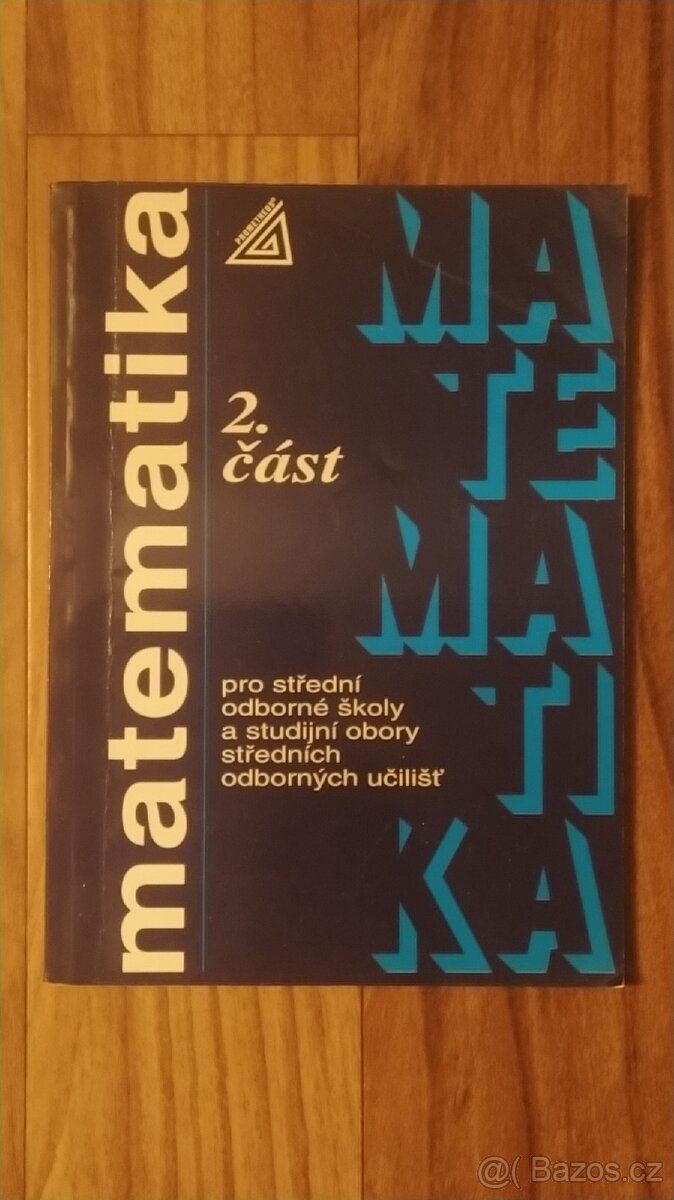 matematika
PROMETHEUS®
2.
část
pro střední
odborné školy
a studijní obory
středních
odborných učilišť
MA
TE
MA
TI
KA
@( Bazos.cz